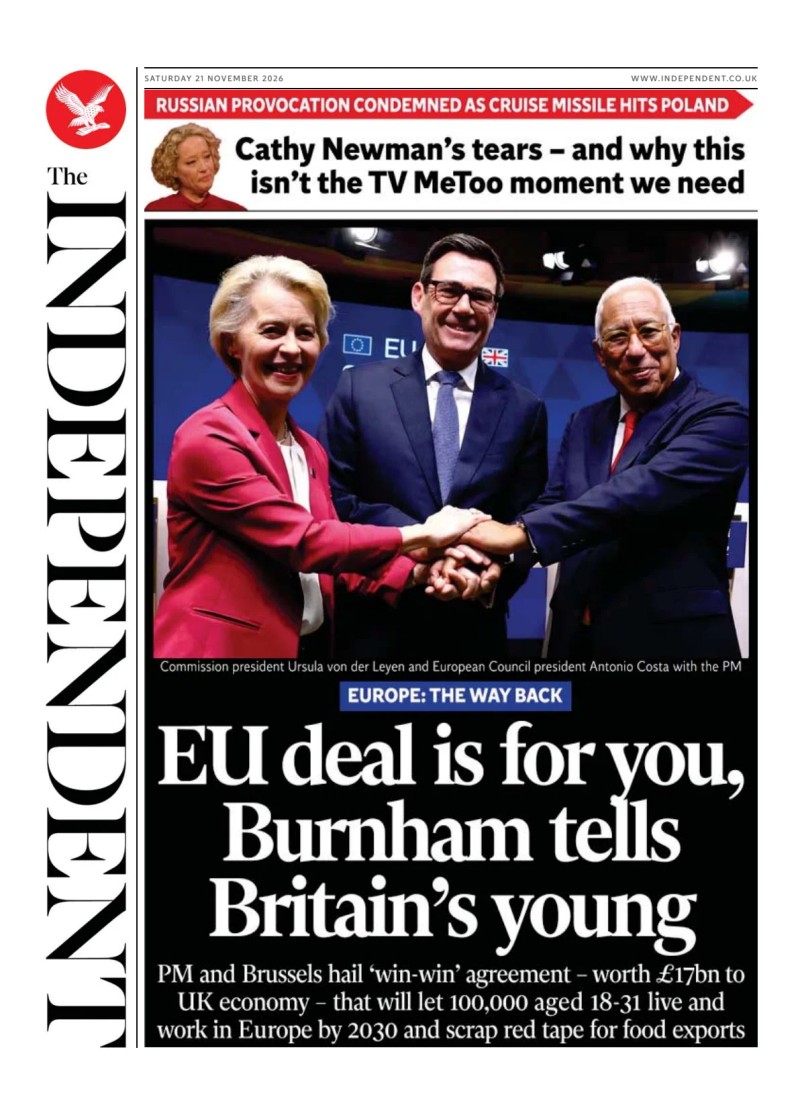 SATURDAY 21 NOVEMBER 2026
WWW.INDEPENDENT.CO.UK
The
INDEPENDENT
RUSSIAN PROVOCATION CONDEMNED AS CRUISE MISSILE HITS POLAND
Cathy Newman's tears – and why this
isn't the TV MeToo moment we need
EU
Commission president Ursula von der Leyen and European Council president Antonio Costa with the PM
EUROPE: THE WAY BACK
EU deal is for you,
Burnham tells
Britain's young
PM and Brussels hail ‘win-win’ agreement – worth £17bn to
UK economy – that will let 100,000 aged 18-31 live and
work in Europe by 2030 and scrap red tape for food exports